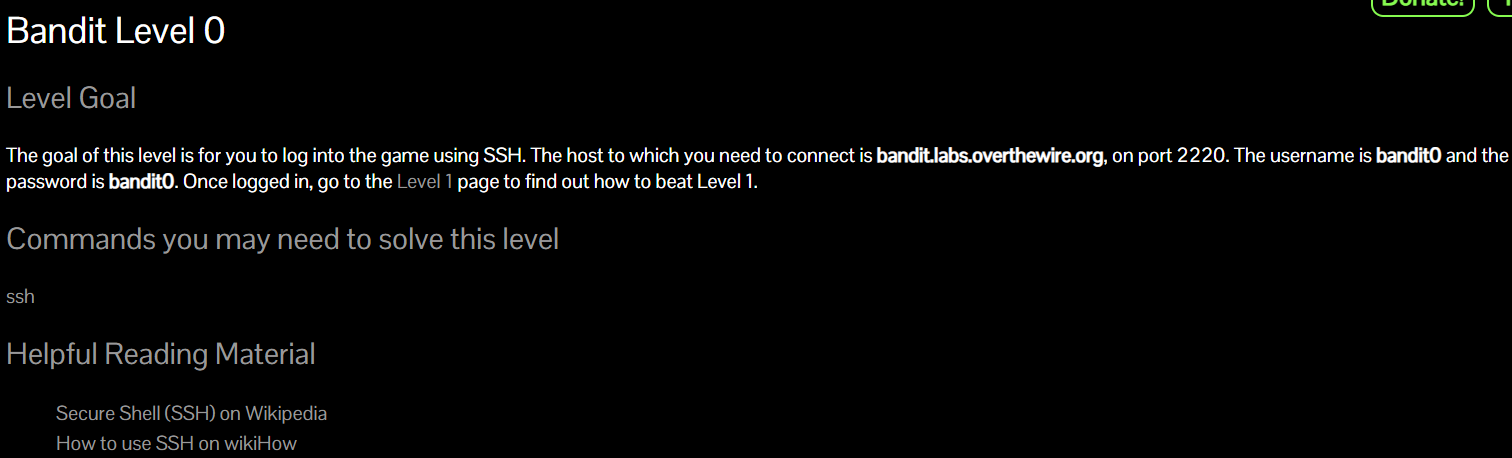 Donate!
Bandit Level 0
Level Goal
The goal of this level is for you to log into the game using SSH. The host to which you need to connect is bandit.labs.overthewire.org, on port 2220. The username is bandit0 and the
password is bandit0. Once logged in, go to the Level 1 page to find out how to beat Level 1.
Commands you may need to solve this level
ssh
Helpful Reading Material
Secure Shell (SSH) on Wikipedia
How to use SSH on wikiHow